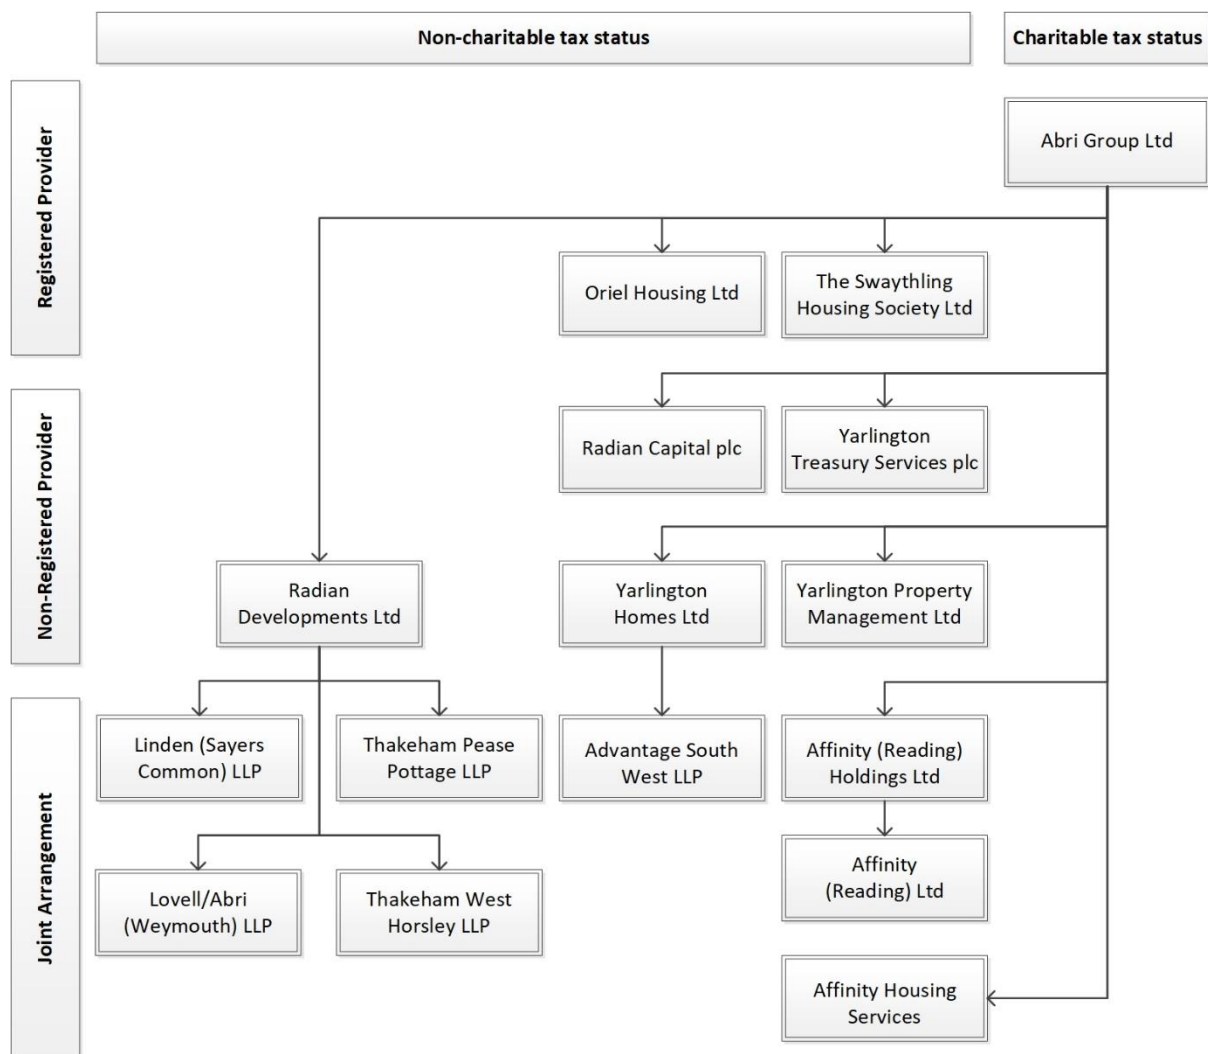 Non-charitable tax status
Charitable tax status
Registered Provider
Abri Group Ltd
Oriel Housing Ltd
The Swaythling
Housing Society Ltd
Non-Registered Provider
Radian Capital plc
Yarlington
Treasury Services plc
Radian
Developments Ltd
Yarlington
Homes Ltd
Yarlington Property
Management Ltd
Joint Arrangement
Linden (Sayers
Common) LLP
Thakeham Pease
Pottage LLP
Advantage South
West LLP
Affinity (Reading)
Holdings Ltd
Lovell/Abri
(Weymouth) LLP
Thakeham West
Horsley LLP
Affinity
(Reading) Ltd
Affinity Housing
Services